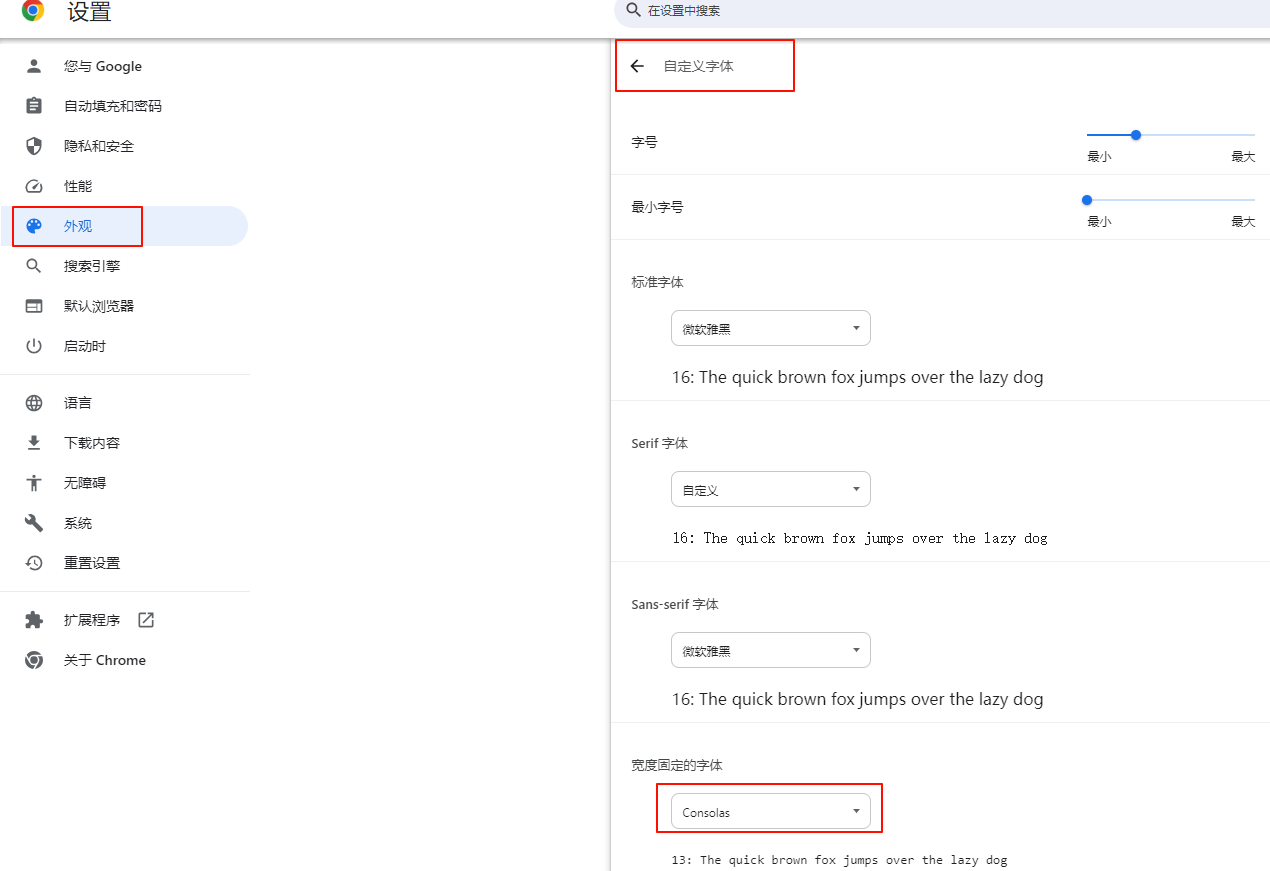 设置
在设置中搜索
您与 Google
自动填充和密码
隐私和安全
性能
外观
搜索引擎
默认浏览器
启动时
语言
下载内容
无障碍
系统
重置设置
扩展程序
关于 Chrome
自定义字体
字号
最小 最大
最小字号
最小 最大
标准字体
微软雅黑
16: The quick brown fox jumps over the lazy dog
Serif 字体
自定义
16: The quick brown fox jumps over the lazy dog
Sans-serif 字体
微软雅黑
16: The quick brown fox jumps over the lazy dog
宽度固定的字体
Consolas
13: The quick brown fox jumps over the lazy dog